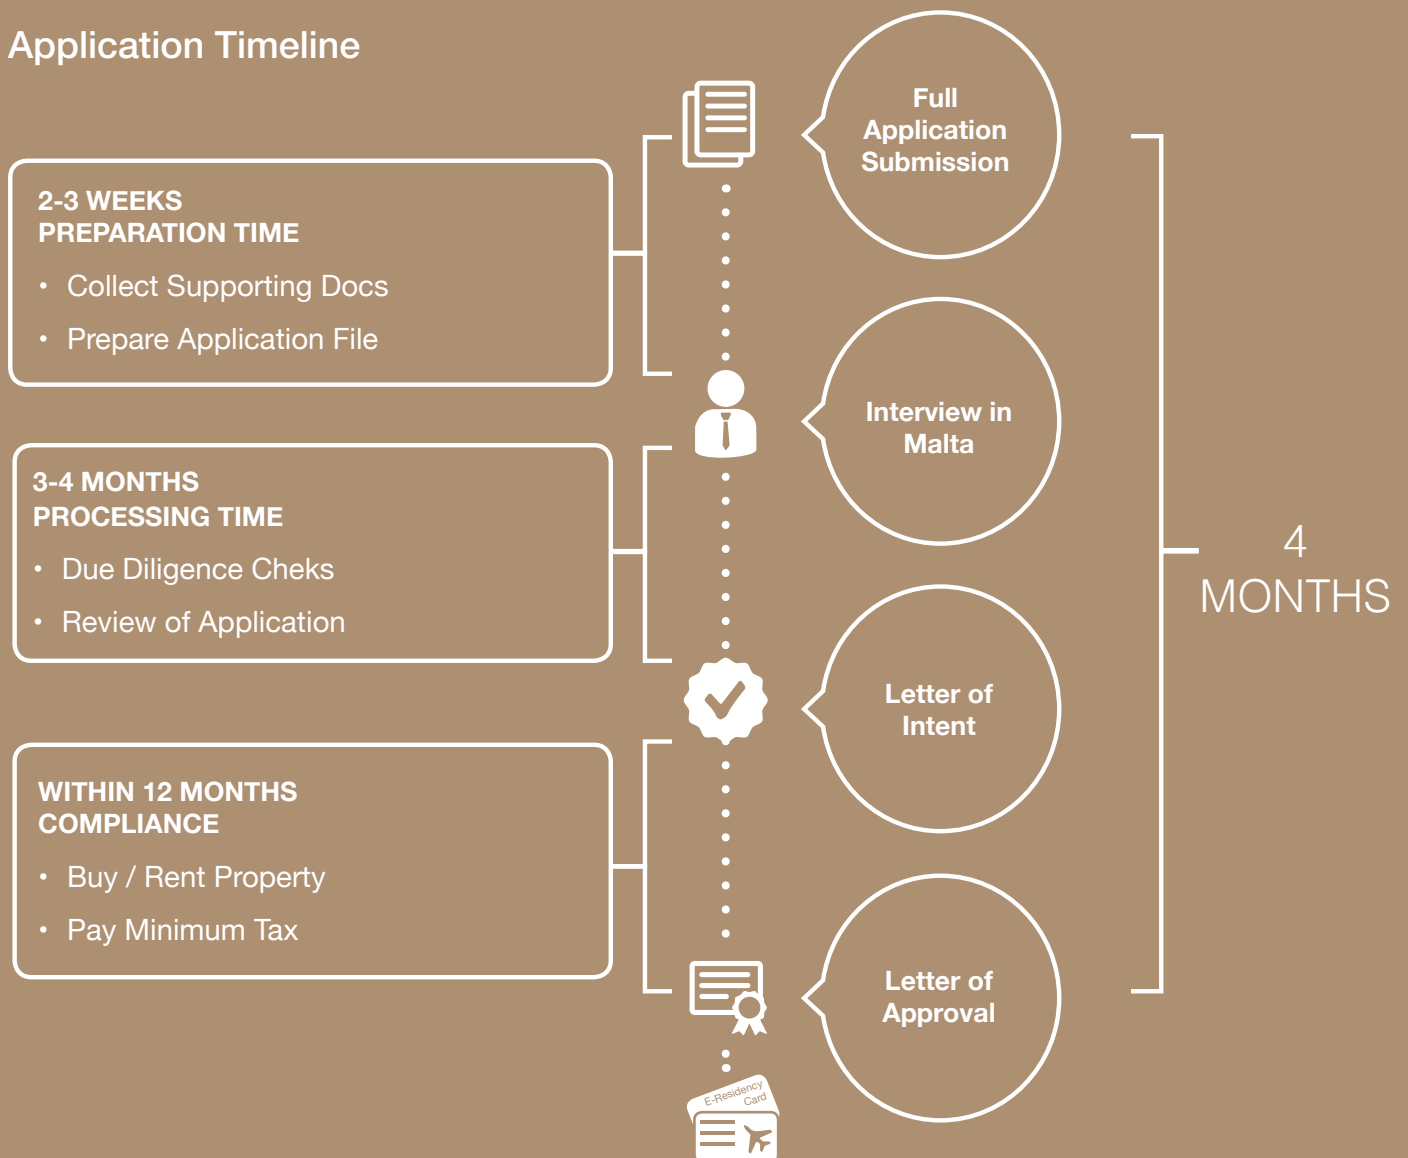 Application Timeline
Full
Application
Submission
2-3 WEEKS
PREPARATION TIME
• Collect Supporting Docs
• Prepare Application File
Interview in
Malta
3-4 MONTHS
PROCESSING TIME
• Due Diligence Cheks
• Review of Application
4
MONTHS
Letter of
Intent
WITHIN 12 MONTHS
COMPLIANCE
• Buy / Rent Property
• Pay Minimum Tax
Letter of
Approval
E-Residency
Card